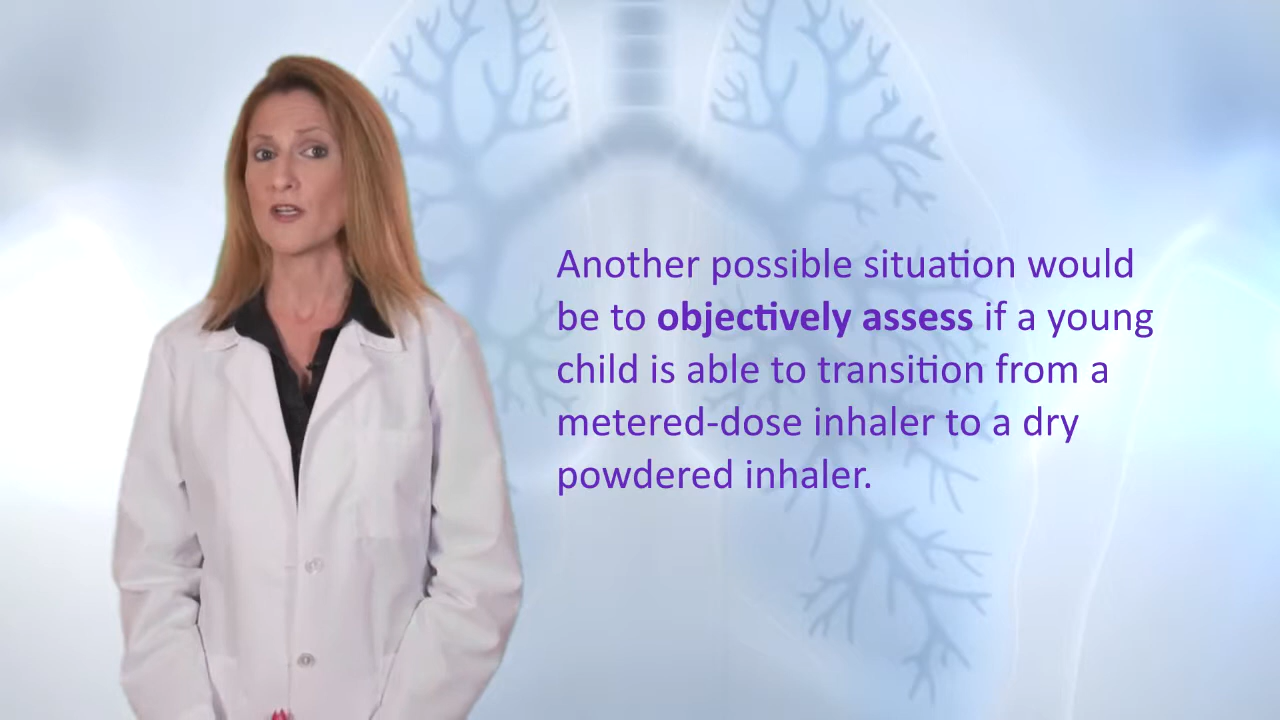 Another possible situation would
be to objectively assess if a young
child is able to transition from a
metered-dose inhaler to a dry
powdered inhaler.